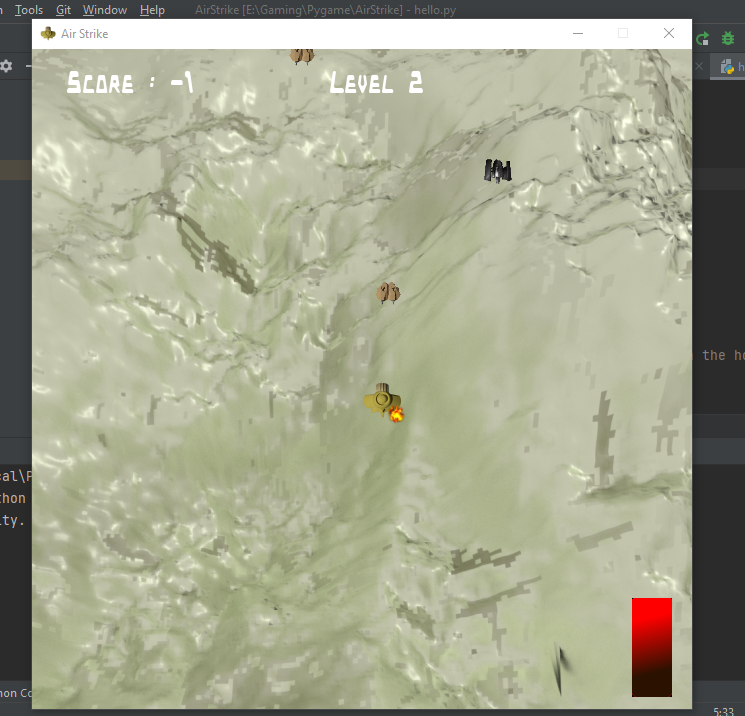 Tools Git Window Help AirStrike [E:\Gaming\Pygame\AirStrike] - hello.py
Air Strike
Score : -1 Level 2
the
5:33